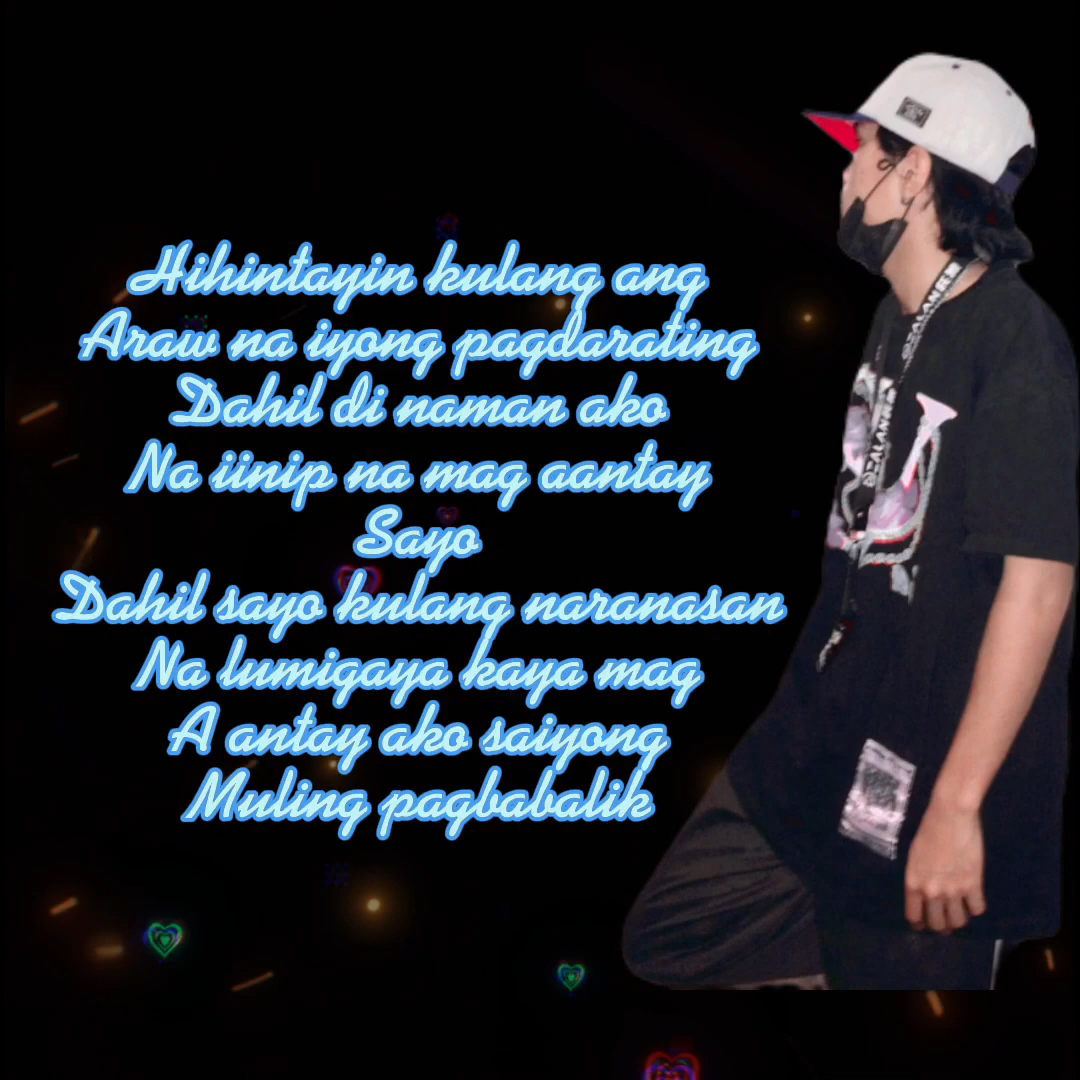 Hihintayin kulang ang
Araw na iyong pagdarating
Dahil di naman ako
Na iinip na mag aantay
Sayo
Dahil sayo kulang naranasan
Na lumigaya kaya mag
A antay ako saiyong
Muling pagbabalik